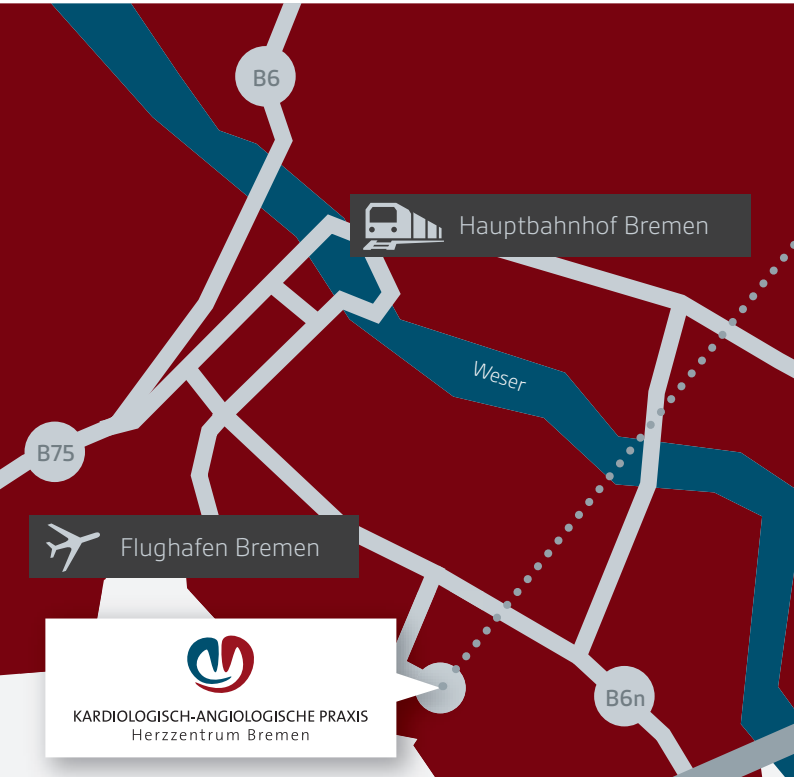 B6
Hauptbahnhof Bremen
Weser
B75
Flughafen Bremen
KARDIOLOGISCH-ANGIOLOGISCHE PRAXIS
Herzzentrum Bremen
B6n